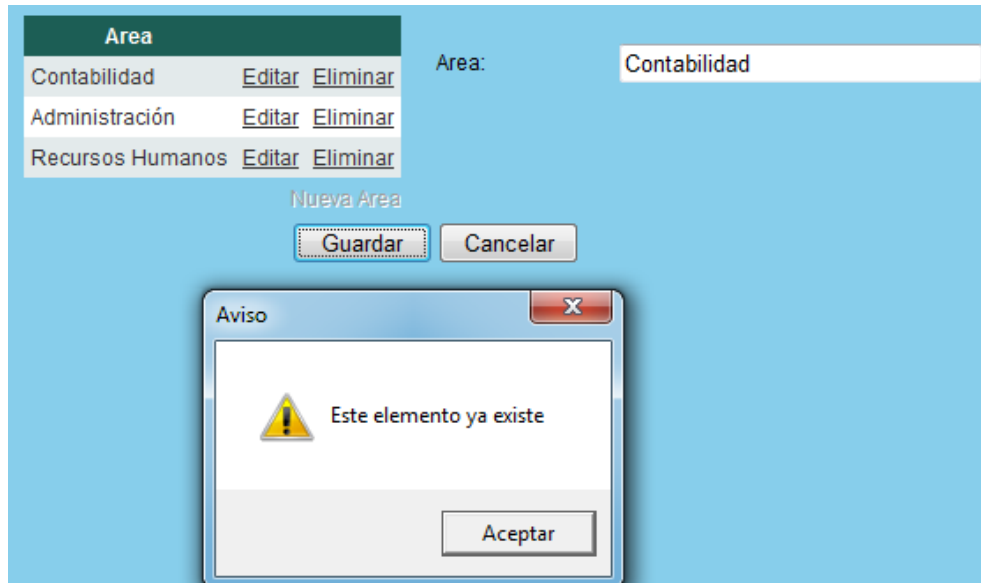 Area
Contabilidad Editar Eliminar
Administración Editar Eliminar
Recursos Humanos Editar Eliminar
Nueva Area
Area: Contabilidad
Guardar Cancelar
Aviso
Este elemento ya existe
Aceptar